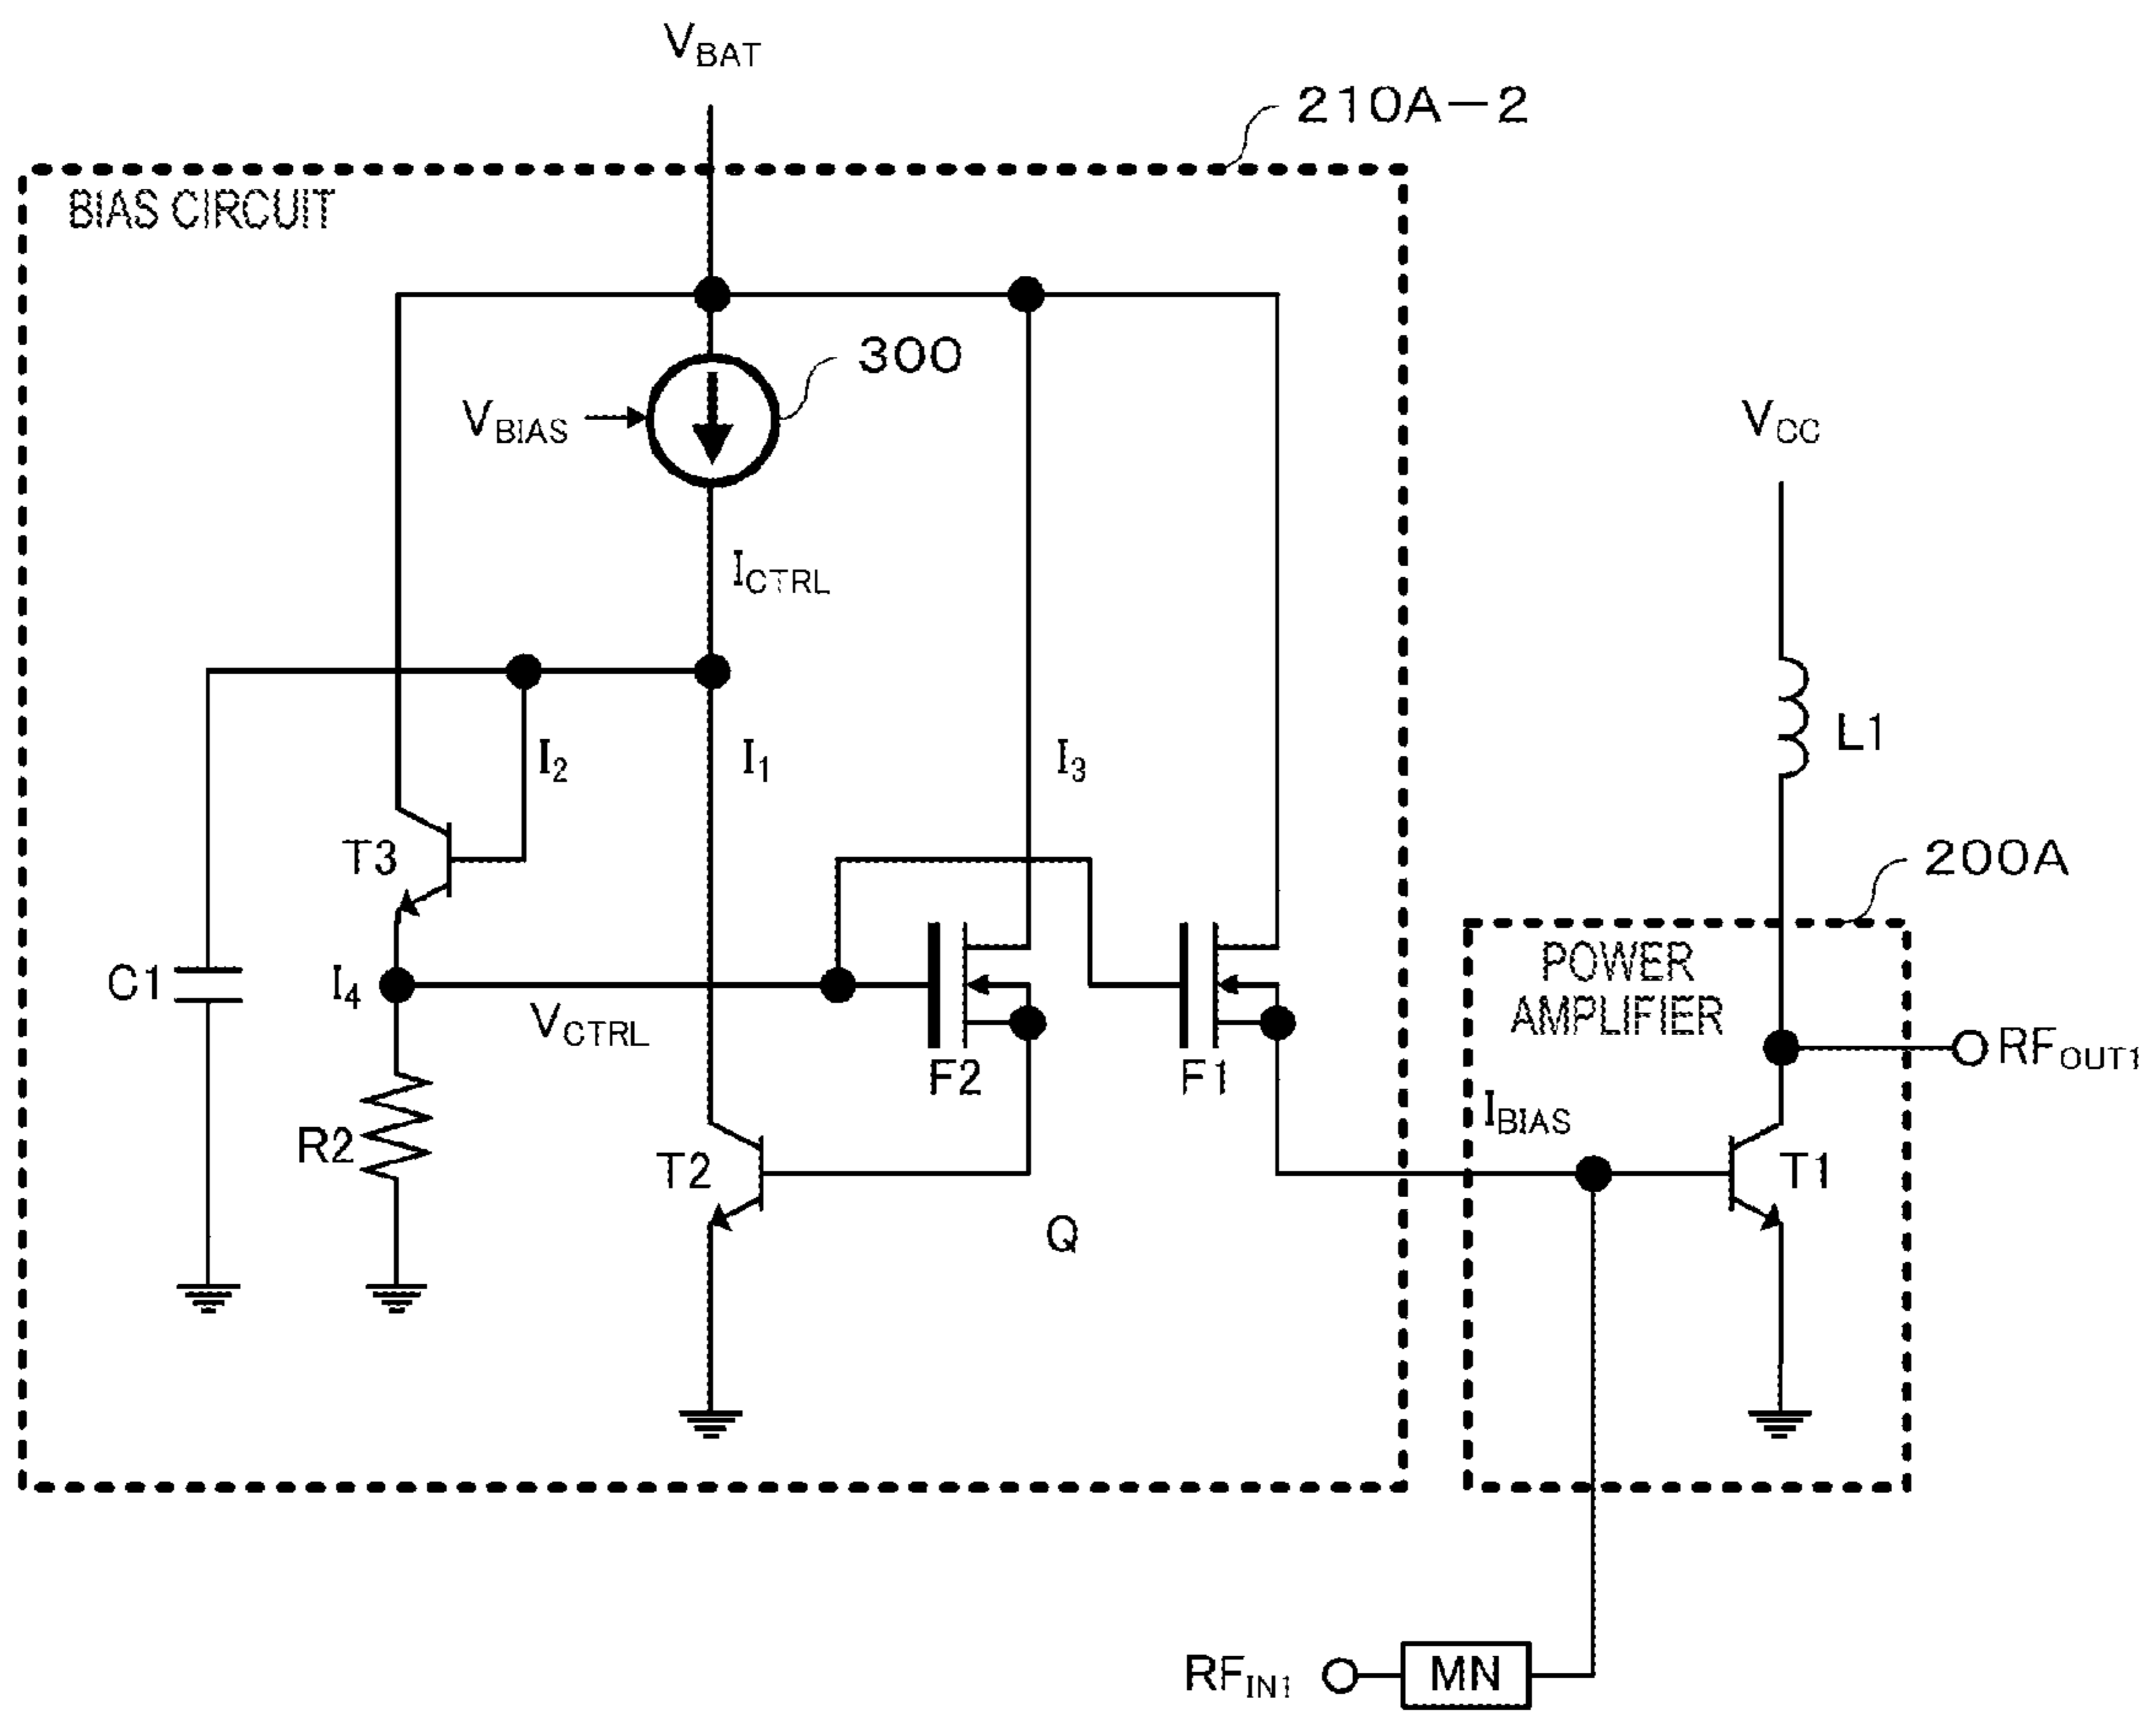 VBAT
210A-2
BIAS CIRCUIT
300
VBIAS
VCC
ICTRL
L1
I2
I1
I3
T3
200A
C1
I4
VCTRL
F2
F1
POWER
AMPLIFIER
RFOUT1
IBIAS
R2
T2
T1
Q
RFIN1
MN